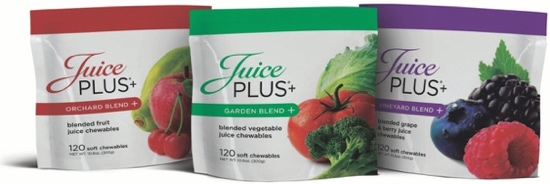 Juice
PLUS+®
ORCHARD BLEND +
blended fruit
juice chewables
120 soft chewables
Juice
PLUS+®
GARDEN BLEND +
blended vegetable
juice chewables
120 soft chewables
Juice
PLUS+®
VINEYARD BLEND +
blended grape
& berry juice
chewables
120 soft chewables